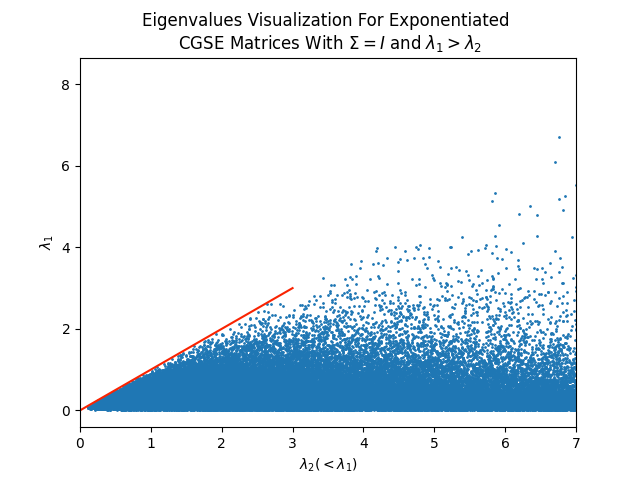 Eigenvalues Visualization For Exponentiated
CGSE Matrices With Σ = I and λ₁ > λ₂
8
6
λ₁
4
2
0
0 1 2 3 4 5 6 7
λ₂(< λ₁)